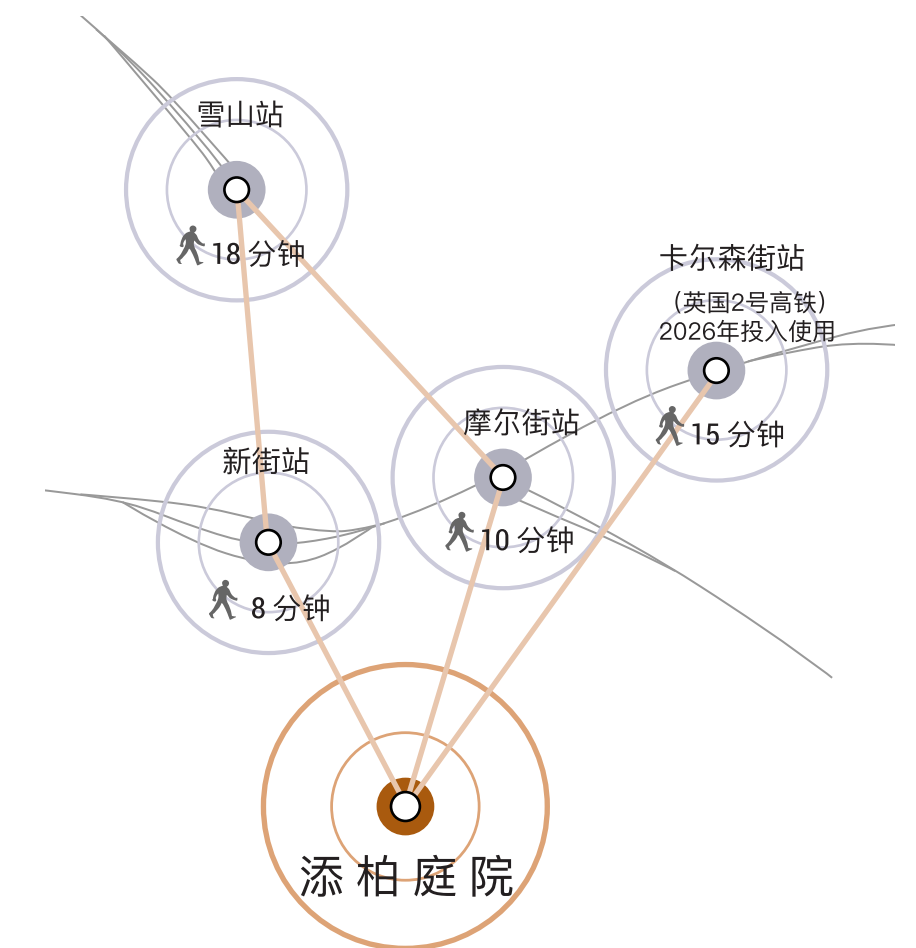 雪山站
18 分钟
卡尔森街站
（英国2号高铁）
2026年投入使用
15 分钟
摩尔街站
10 分钟
新街站
8 分钟
添柏庭院